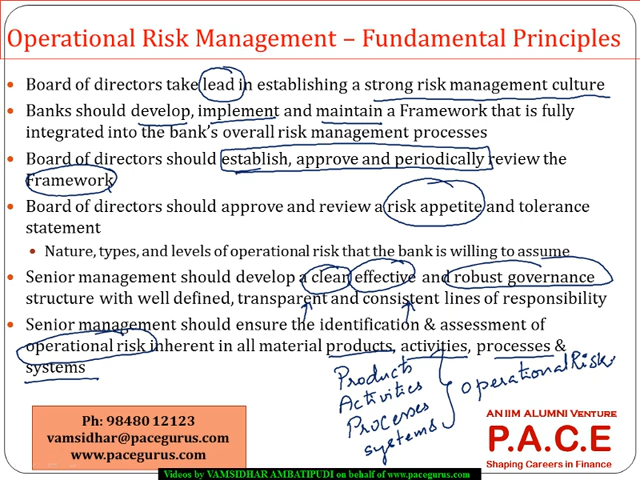 Operational Risk Management – Fundamental Principles
• Board of directors take lead in establishing a strong risk management culture
• Banks should develop, implement and maintain a Framework that is fully
integrated into the bank's overall risk management processes
• Board of directors should establish, approve and periodically review the
Framework
• Board of directors should approve and review a risk appetite and tolerance
statement
• Nature, types, and levels of operational risk that the bank is willing to assume
• Senior management should develop a clean effective and robust governance
structure with well defined, transparent and consistent lines of responsibility
• Senior management should ensure the identification & assessment of
operational risk inherent in all material products, activities, processes &
systems
Products
Activities
Processes
systems
Operational Risk
Ph: 98480 12123
vamsidhar@pacegurus.com
www.pacegurus.com
AN IIM ALUMNI VENTURE
P.A.C.E
Shaping Careers in Finance
Videos by VAMSIDHAR AMBATIPUDI on behalf of www.pacegurus.com